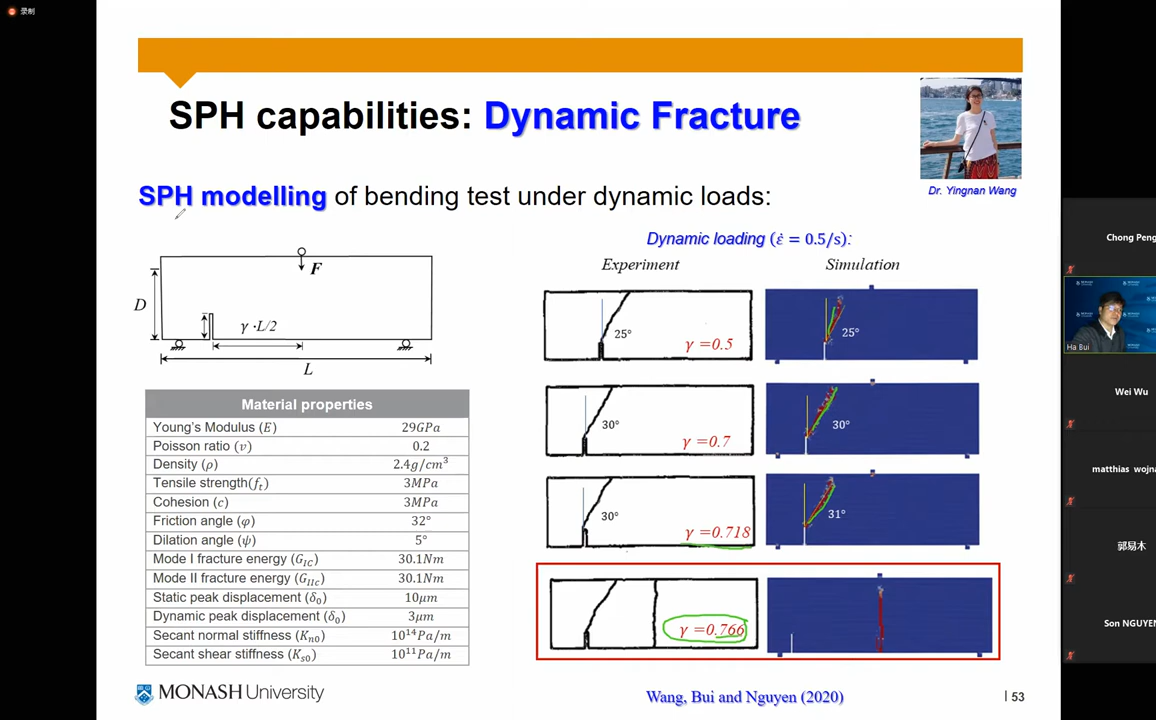 录制
SPH capabilities: Dynamic Fracture
Dr. Yingnan Wang
SPH modelling of bending test under dynamic loads:
F
D
γ ·L/2
L
Material properties
Young's Modulus (E) 29GPa
Poisson ratio (ν) 0.2
Density (ρ) 2.4g/cm³
Tensile strength(fₜ) 3MPa
Cohesion (c) 3MPa
Friction angle (φ) 32°
Dilation angle (ψ) 5°
Mode I fracture energy (G_IC) 30.1Nm
Mode II fracture energy (G_IIc) 30.1Nm
Static peak displacement (δ₀) 10μm
Dynamic peak displacement (δ₀) 3μm
Secant normal stiffness (K_n0) 10¹⁴Pa/m
Secant shear stiffness (K_s0) 10¹¹Pa/m
Dynamic loading (ε̇ = 0.5/s):
Experiment Simulation
25° γ =0.5 25°
30° γ =0.7 30°
30° γ =0.718 31°
γ =0.766
MONASH University
Wang, Bui and Nguyen (2020)
53
Chong Peng
Ha Bui
Wei Wu
matthias wojna
郭易木
Son NGUYEN